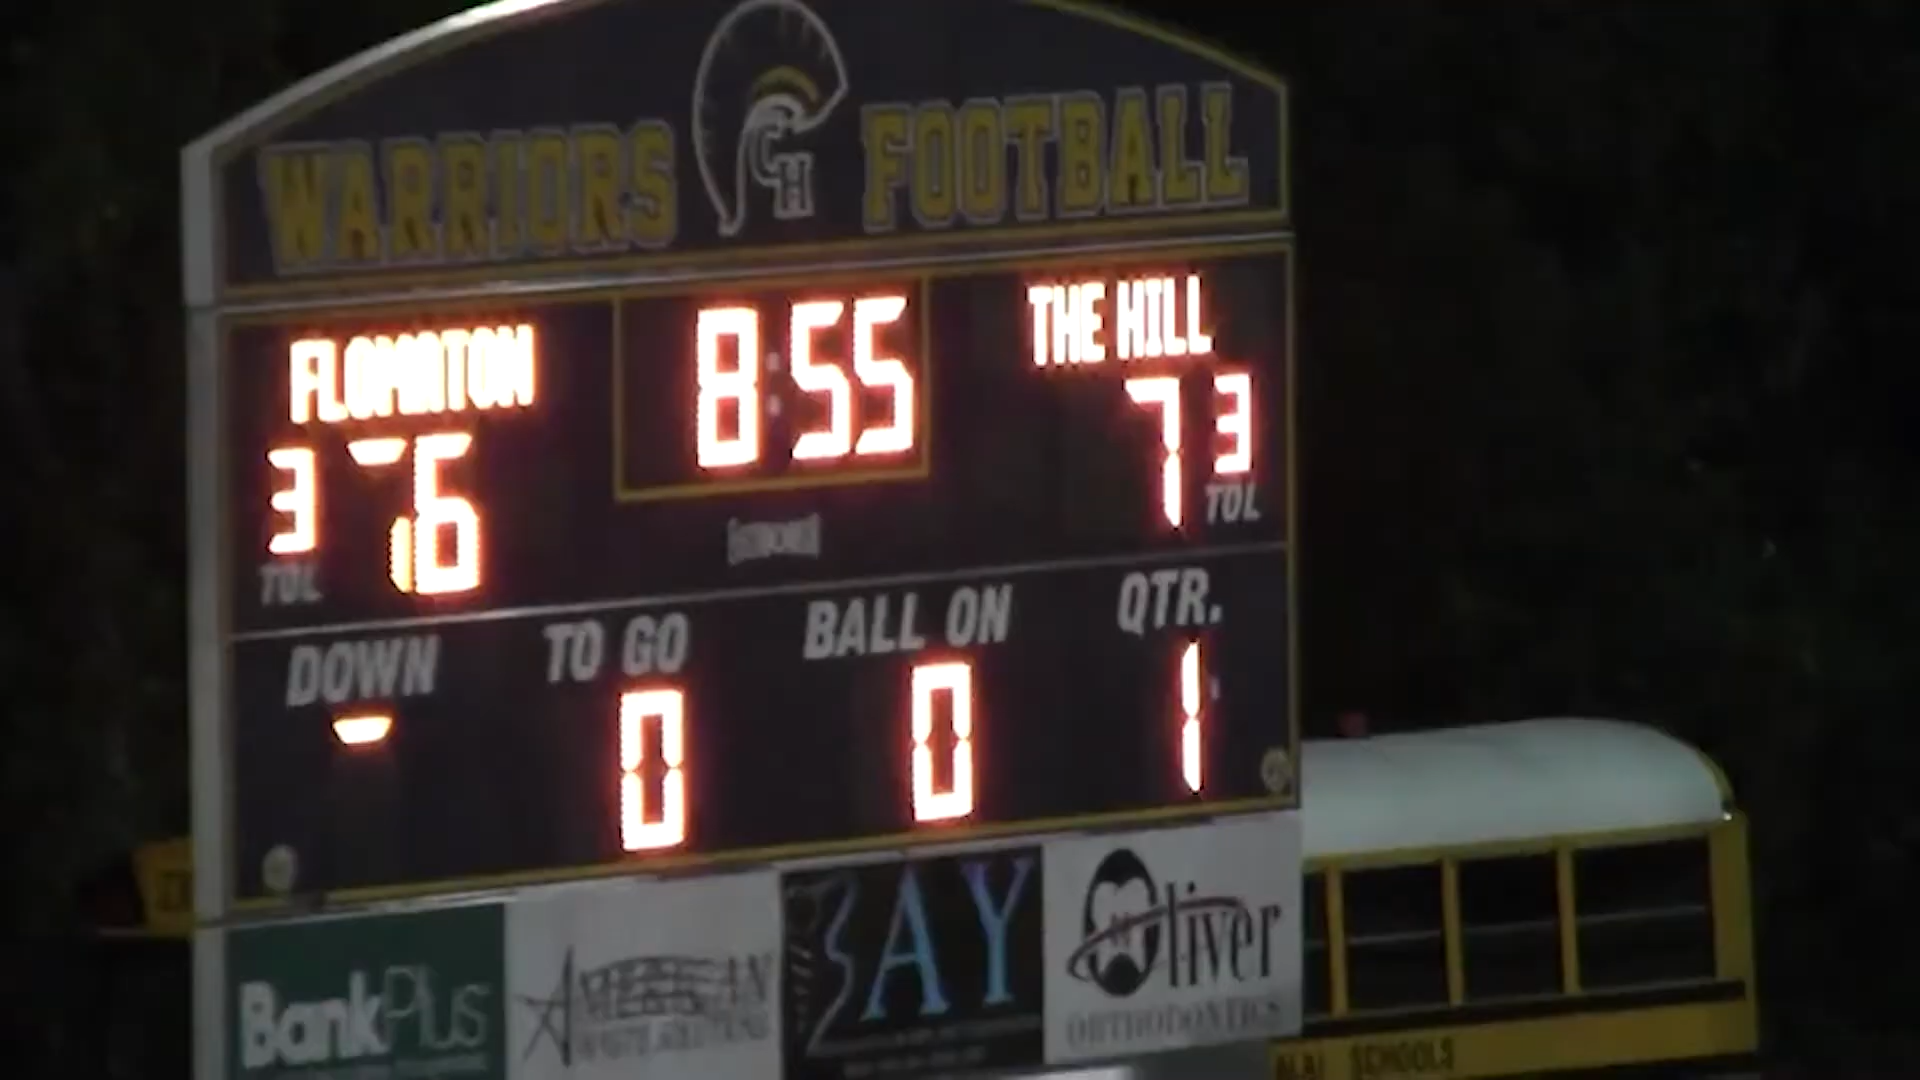 WARRIORS CH FOOTBALL
FLOMATON 8:55 THE HILL
3 6 7 3
TOL TOL
DOWN TO GO BALL ON QTR.
0 0 1
BankPlus AMERICAN AY Oliver
ORTHODONTICS
SCHOOLS